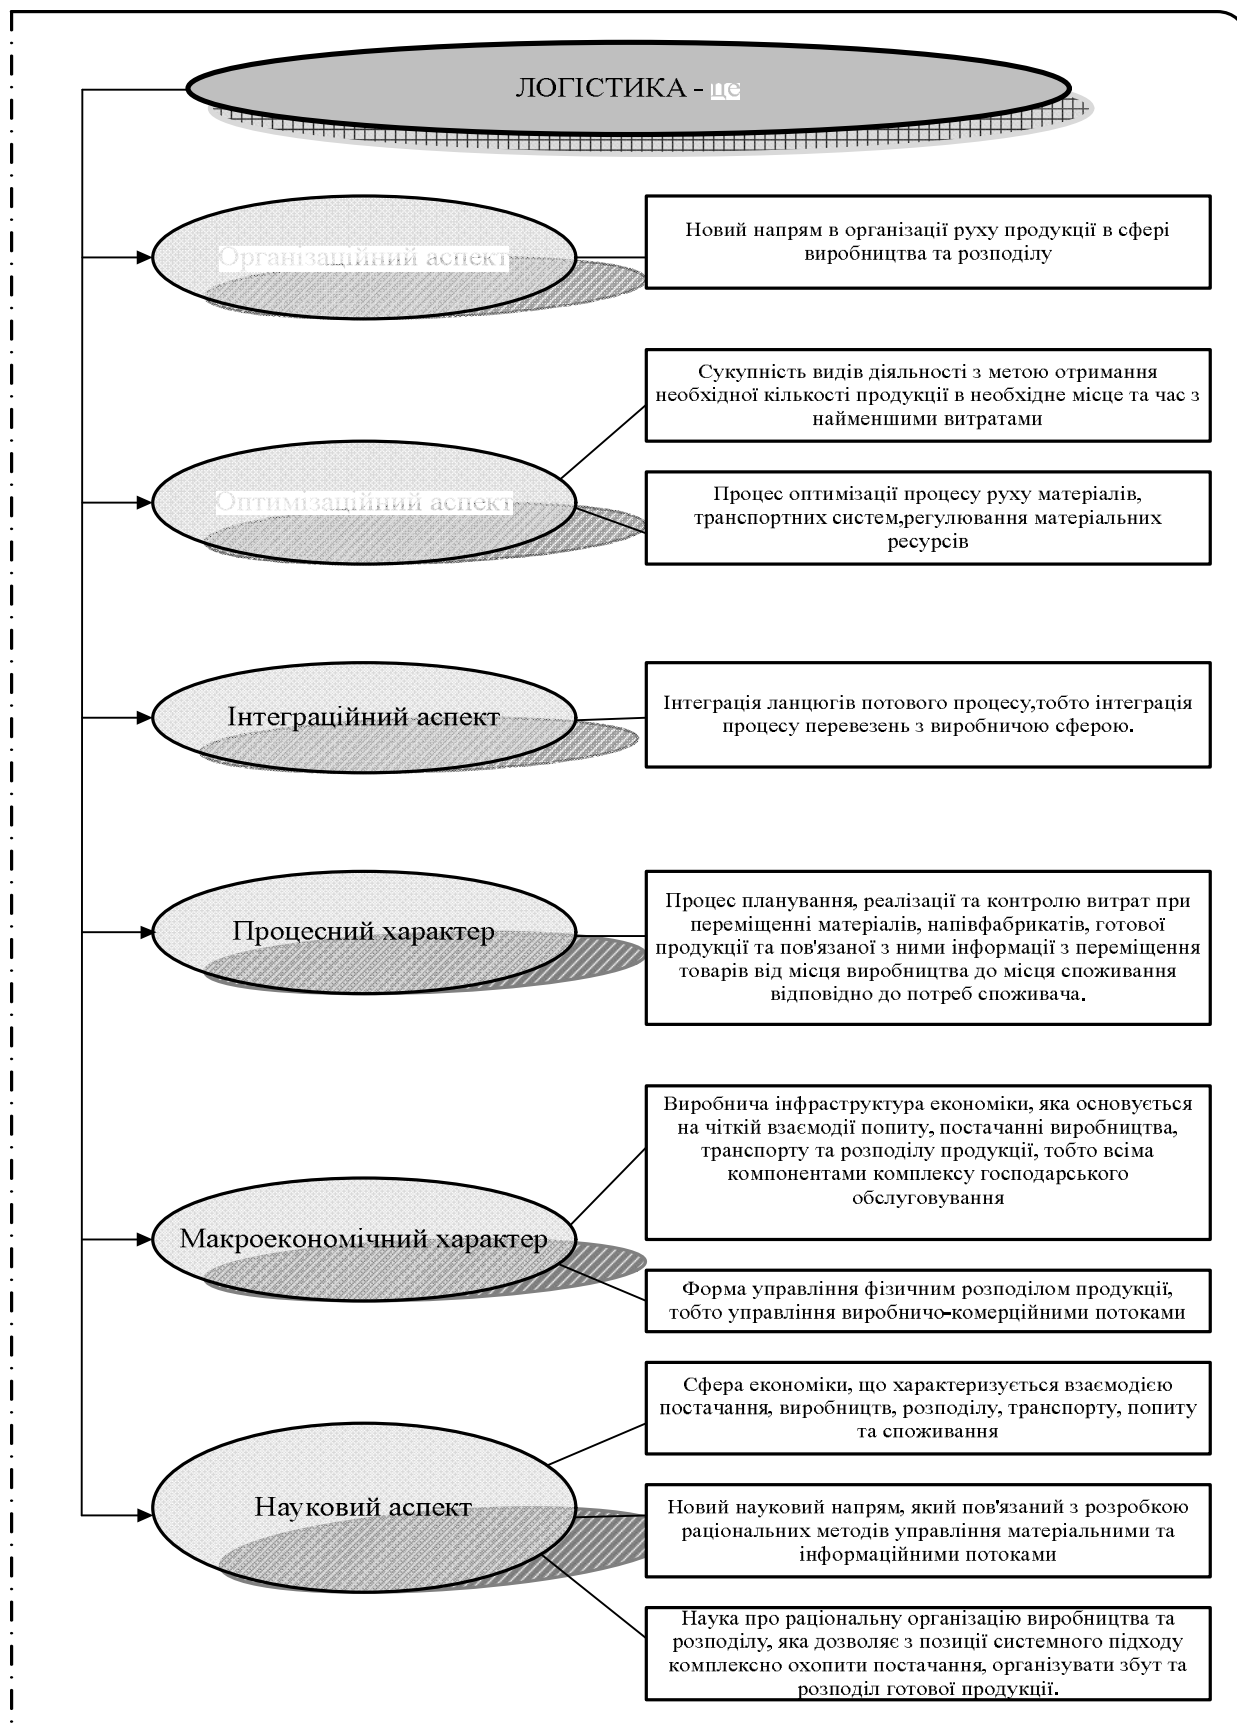 ЛОГІСТИКА - це
Організаційний аспект
Новий напрям в організації руху продукції в сфері
виробництва та розподілу
Оптимізаційний аспект
Сукупність видів діяльності з метою отримання
необхідної кількості продукції в необхідне місце та час з
найменшими витратами
Процес оптимізації процесу руху матеріалів,
транспортних систем,регулювання матеріальних
ресурсів
Інтеграційний аспект
Інтеграція ланцюгів потового процесу,тобто інтеграція
процесу перевезень з виробничою сферою.
Процесний характер
Процес планування, реалізації та контролю витрат при
переміщенні матеріалів, напівфабрикатів, готової
продукції та пов'язаної з ними інформації з переміщення
товарів від місця виробництва до місця споживання
відповідно до потреб споживача.
Макроекономічний характер
Виробнича інфраструктура економіки, яка основується
на чіткій взаємодії попиту, постачанні виробництва,
транспорту та розподілу продукції, тобто всіма
компонентами комплексу господарського
обслуговування
Форма управління фізичним розподілом продукції,
тобто управління виробничо-комерційними потоками
Науковий аспект
Сфера економіки, що характеризується взаємодією
постачання, виробництв, розподілу, транспорту, попиту
та споживання
Новий науковий напрям, який пов'язаний з розробкою
раціональних методів управління матеріальними та
інформаційними потоками
Наука про раціональну організацію виробництва та
розподілу, яка дозволяє з позиції системного підходу
комплексно охопити постачання, організувати збут та
розподіл готової продукції.